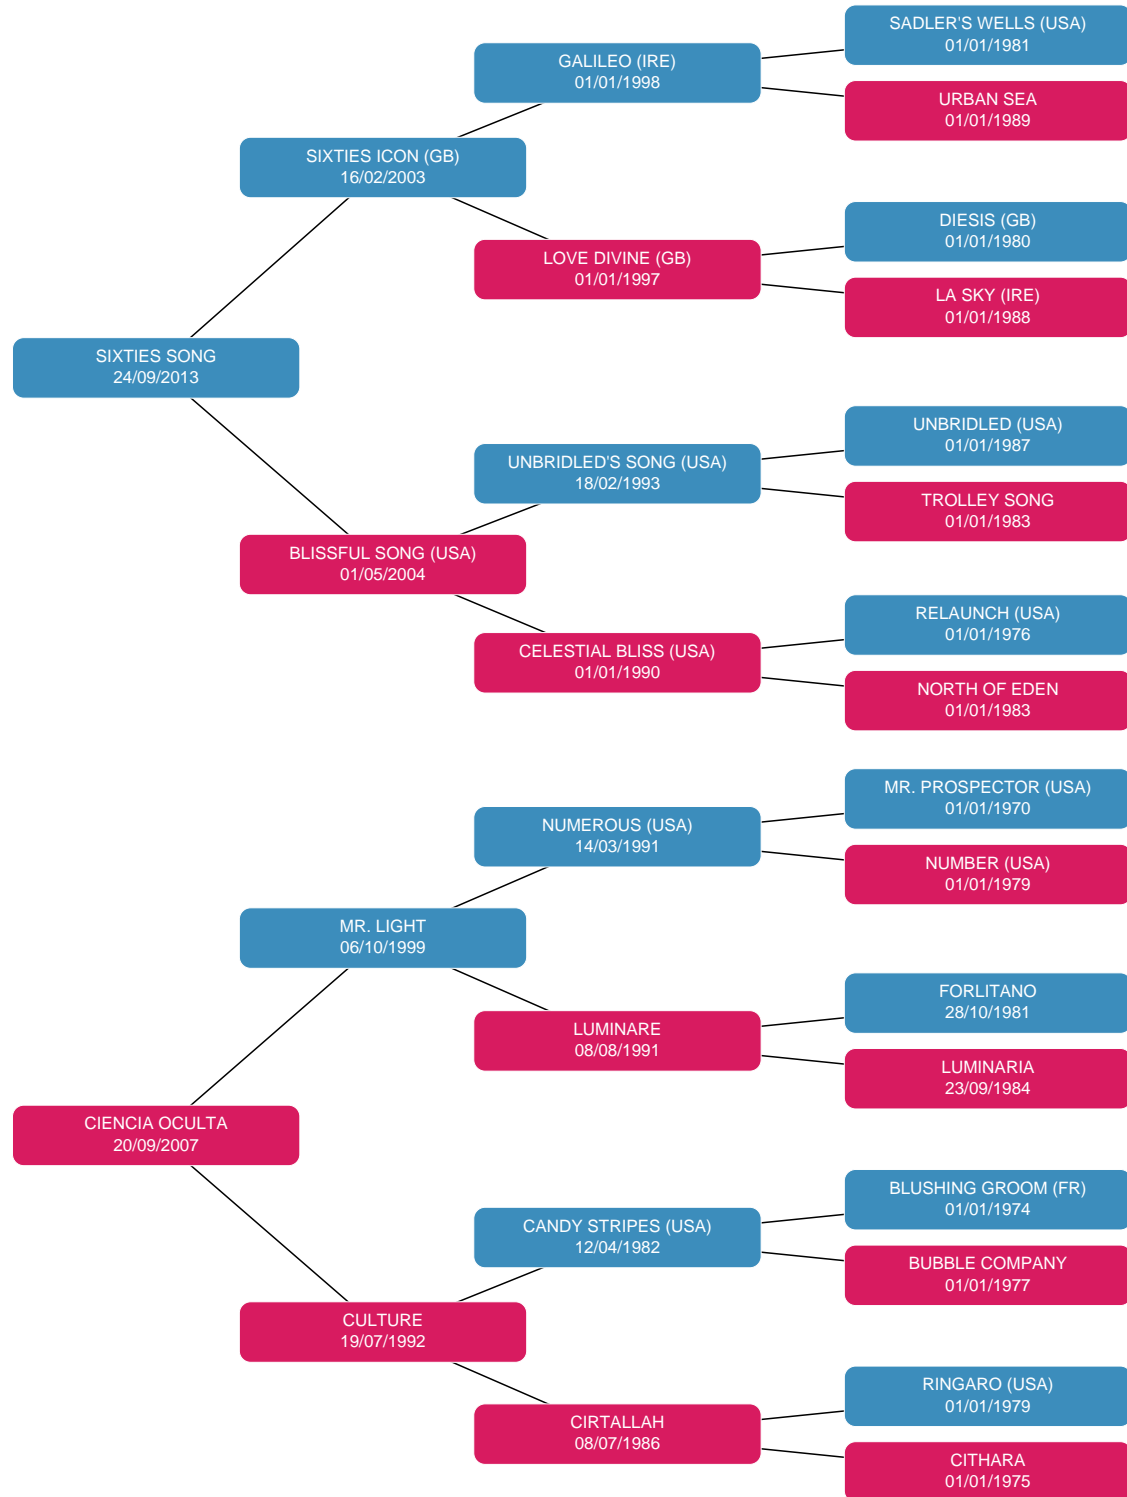 SADLER'S WELLS (USA)
01/01/1981
GALILEO (IRE)
01/01/1998
URBAN SEA
01/01/1989
SIXTIES ICON (GB)
16/02/2003
DIESIS (GB)
01/01/1980
LOVE DIVINE (GB)
01/01/1997
LA SKY (IRE)
01/01/1988
SIXTIES SONG
24/09/2013
UNBRIDLED (USA)
01/01/1987
UNBRIDLED'S SONG (USA)
18/02/1993
TROLLEY SONG
01/01/1983
BLISSFUL SONG (USA)
01/05/2004
RELAUNCH (USA)
01/01/1976
CELESTIAL BLISS (USA)
01/01/1990
NORTH OF EDEN
01/01/1983
MR. PROSPECTOR (USA)
01/01/1970
NUMEROUS (USA)
14/03/1991
NUMBER (USA)
01/01/1979
MR. LIGHT
06/10/1999
FORLITANO
28/10/1981
LUMINARE
08/08/1991
LUMINARIA
23/09/1984
CIENCIA OCULTA
20/09/2007
BLUSHING GROOM (FR)
01/01/1974
CANDY STRIPES (USA)
12/04/1982
BUBBLE COMPANY
01/01/1977
CULTURE
19/07/1992
RINGARO (USA)
01/01/1979
CIRTALLAH
08/07/1986
CITHARA
01/01/1975